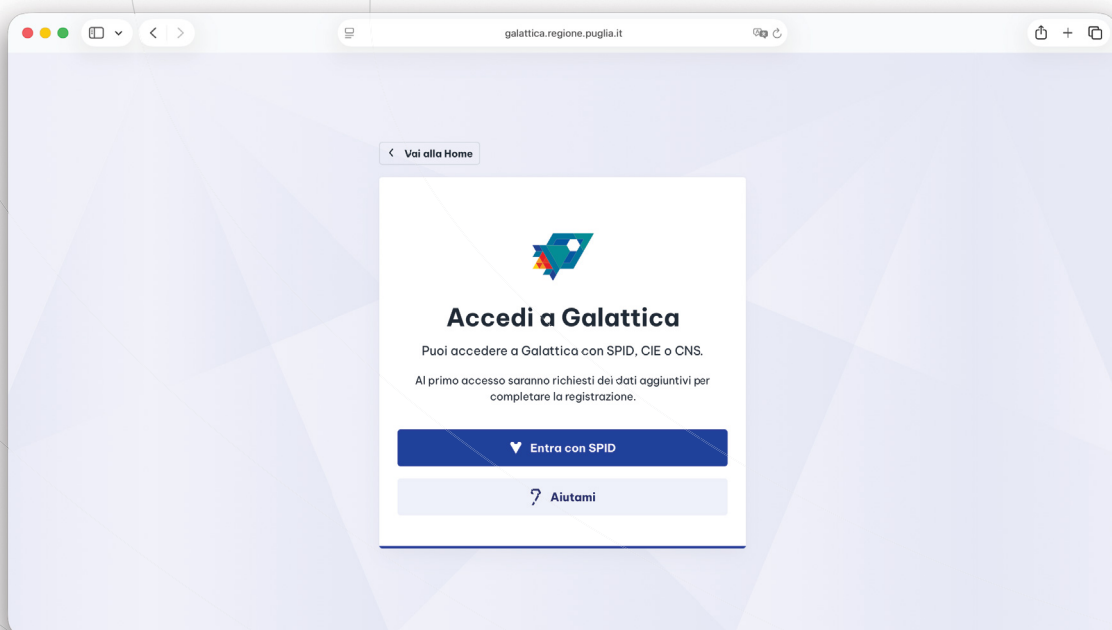 galattica.regione.puglia.it
Vai alla Home
Accedi a Galattica
Puoi accedere a Galattica con SPID, CIE o CNS.
Al primo accesso saranno richiesti dei dati aggiuntivi per
completare la registrazione.
Entra con SPID
Aiutami